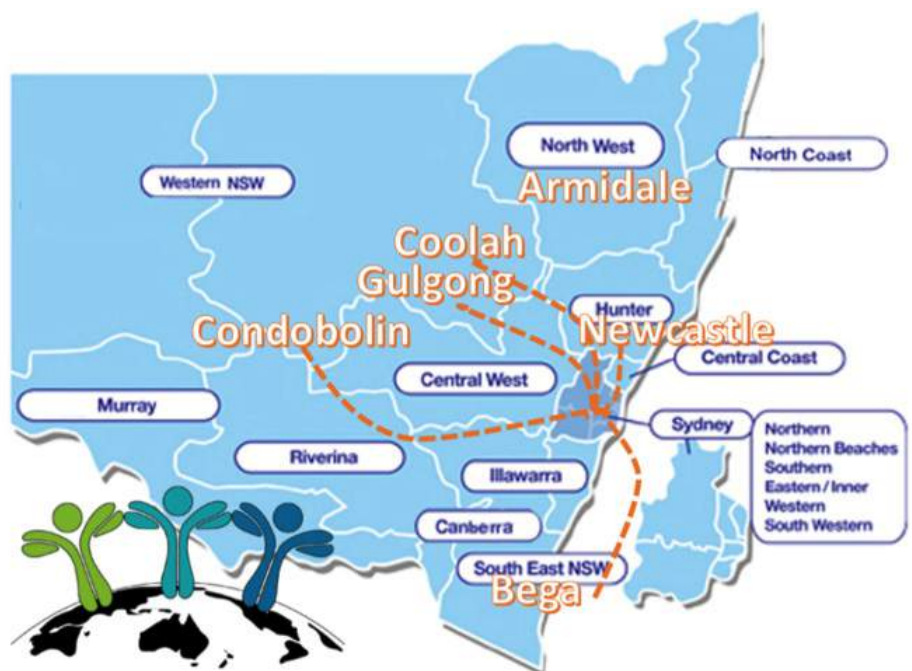 North West
North Coast
Armidale
Western NSW
Coolah
Gulgong
Hunter
Condobolin
Newcastle
Central Coast
Central West
Murray
Sydney
Northern
Northern Beaches
Southern
Eastern / Inner
Western
South Western
Riverina
Illawarra
Canberra
South East NSW
Bega